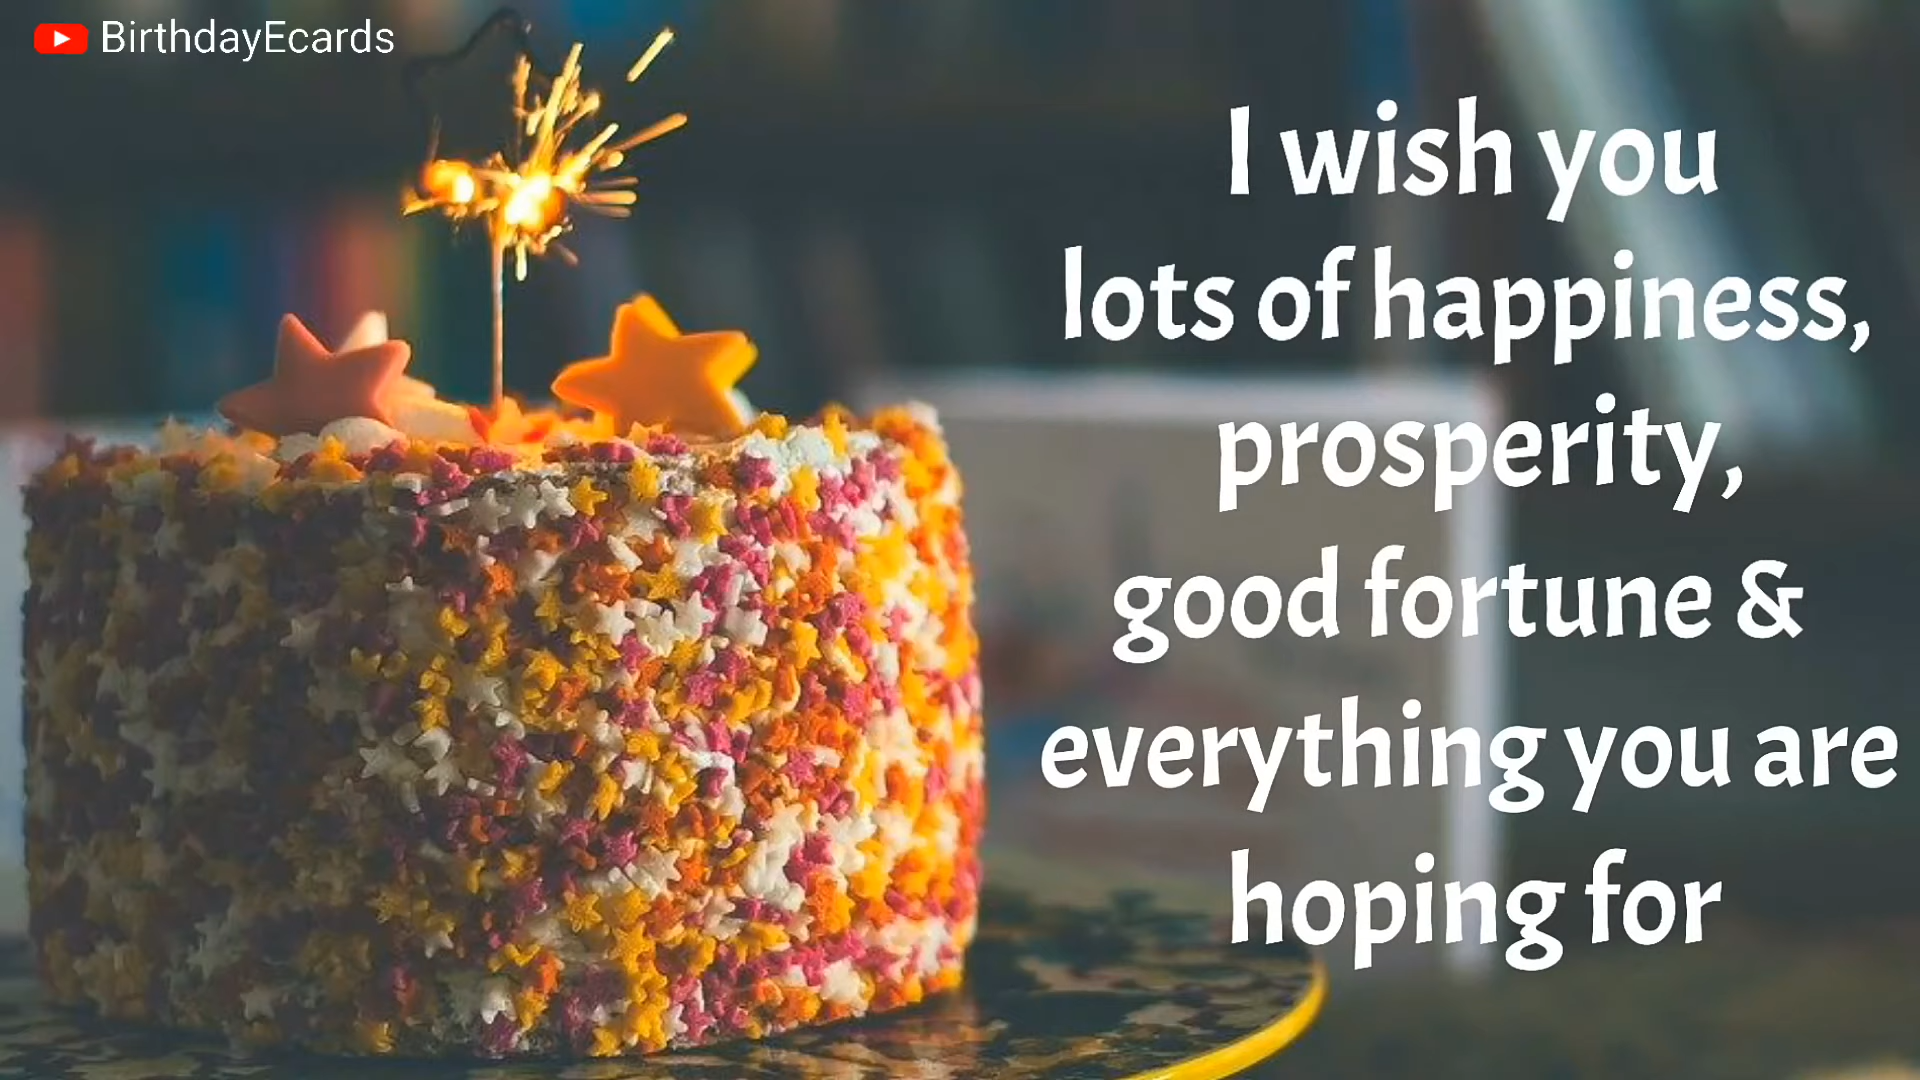 BirthdayEcards
I wish you
lots of happiness,
prosperity,
good fortune &
everything you are
hoping for